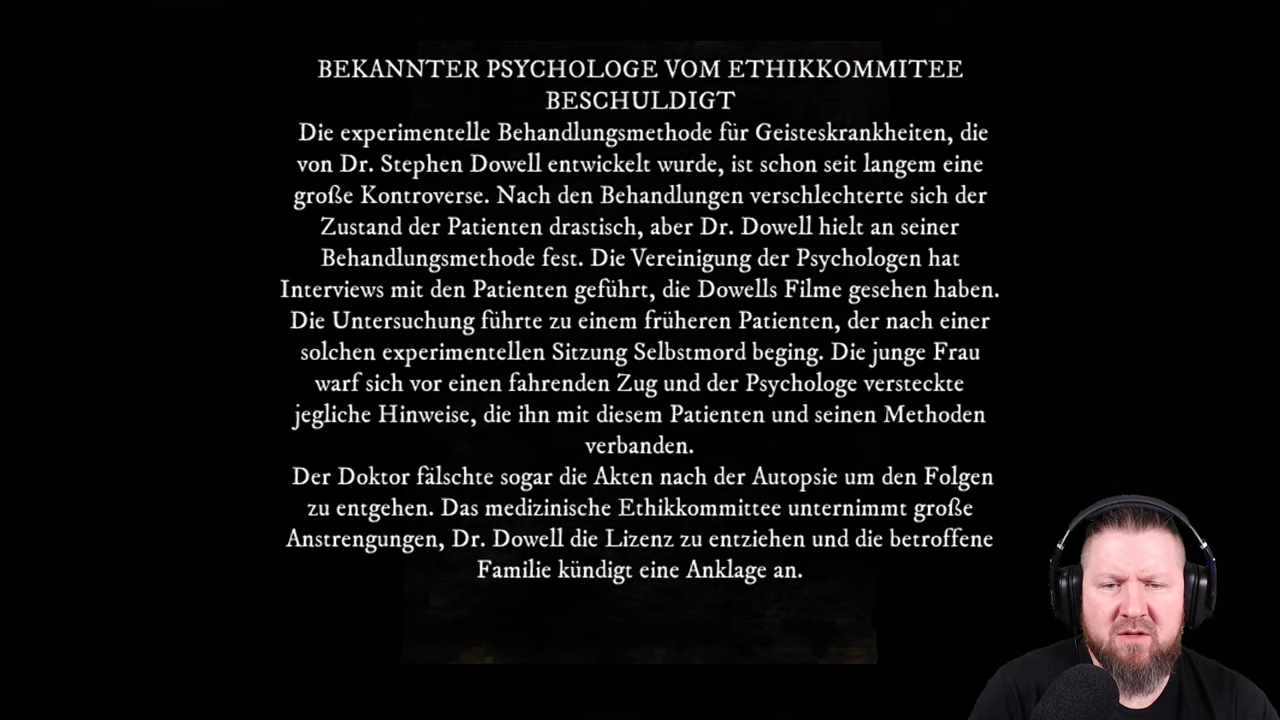 BEKANNTER PSYCHOLOGE VOM ETHIKKOMMITEE
BESCHULDIGT
Die experimentelle Behandlungsmethode für Geisteskrankheiten, die
von Dr. Stephen Dowell entwickelt wurde, ist schon seit langem eine
große Kontroverse. Nach den Behandlungen verschlechterte sich der
Zustand der Patienten drastisch, aber Dr. Dowell hielt an seiner
Behandlungsmethode fest. Die Vereinigung der Psychologen hat
Interviews mit den Patienten geführt, die Dowells Filme gesehen haben.
Die Untersuchung führte zu einem früheren Patienten, der nach einer
solchen experimentellen Sitzung Selbstmord beging. Die junge Frau
warf sich vor einen fahrenden Zug und der Psychologe versteckte
jegliche Hinweise, die ihn mit diesem Patienten und seinen Methoden
verbanden.
Der Doktor fälschte sogar die Akten nach der Autopsie um den Folgen
zu entgehen. Das medizinische Ethikkommittee unternimmt große
Anstrengungen, Dr. Dowell die Lizenz zu entziehen und die betroffene
Familie kündigt eine Anklage an.